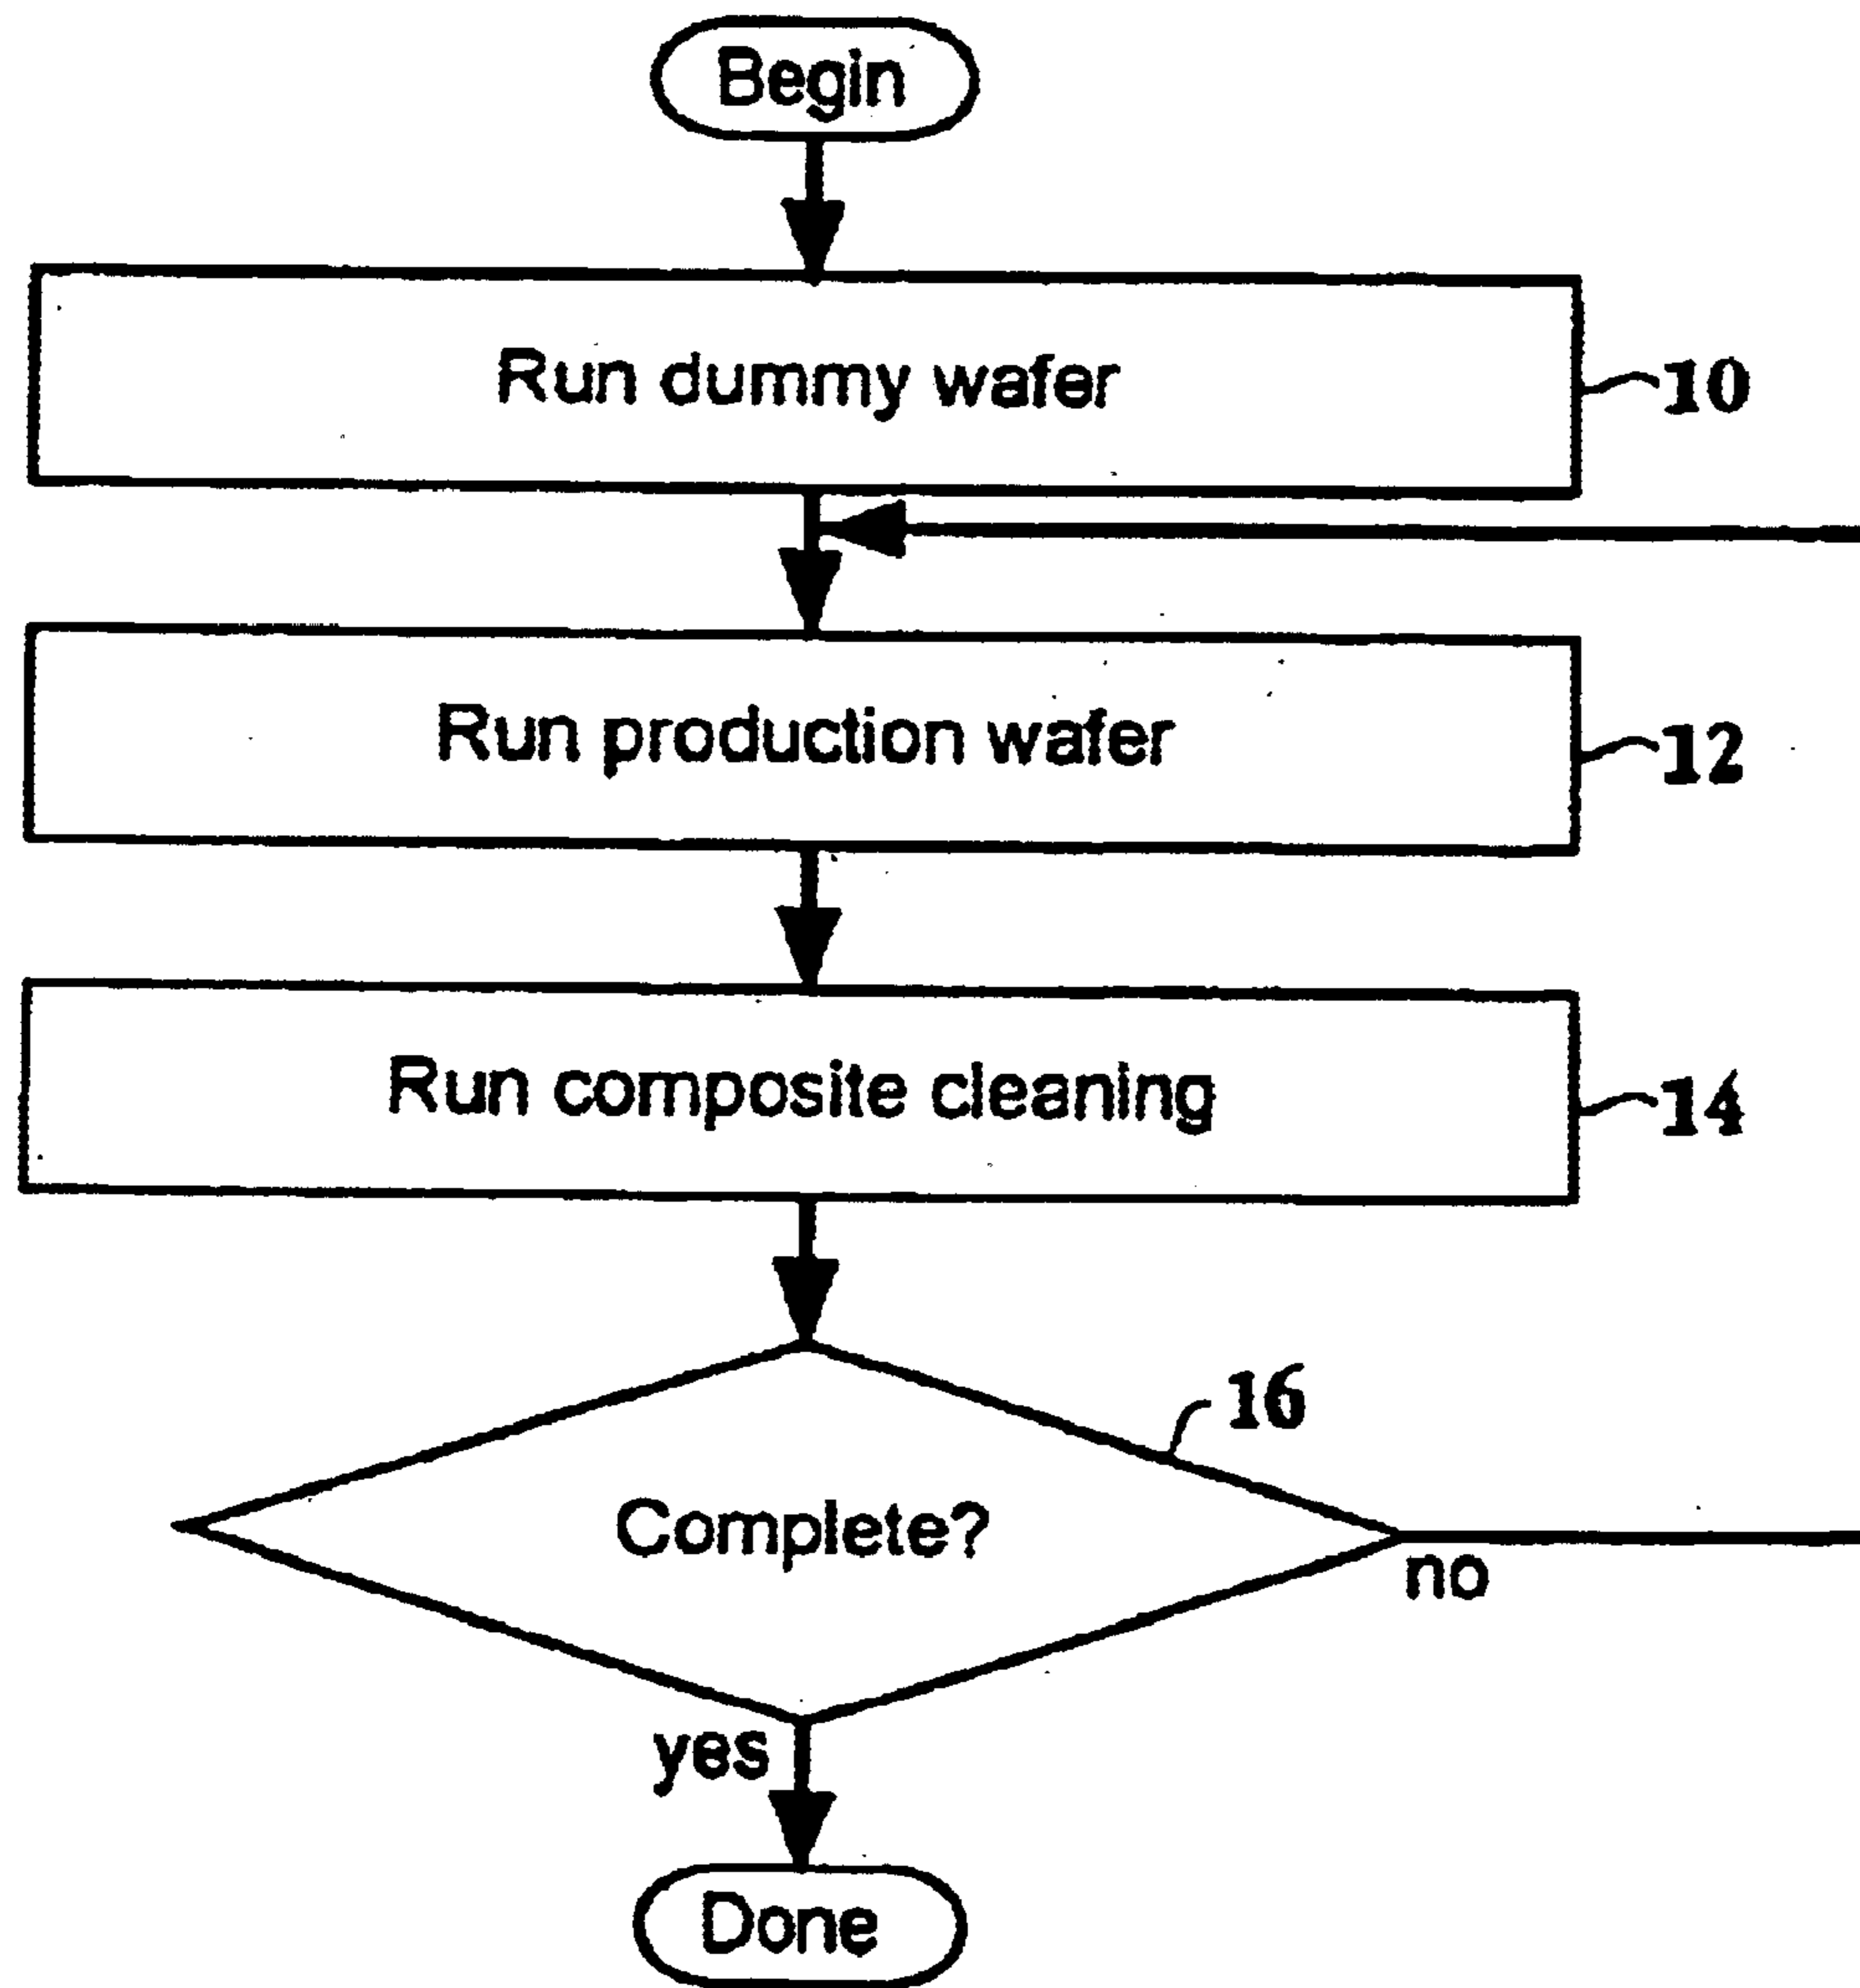 Begin
Run dummy wafer
10
Run production wafer
12
Run composite cleaning
14
16
Complete?
no
yes
Done